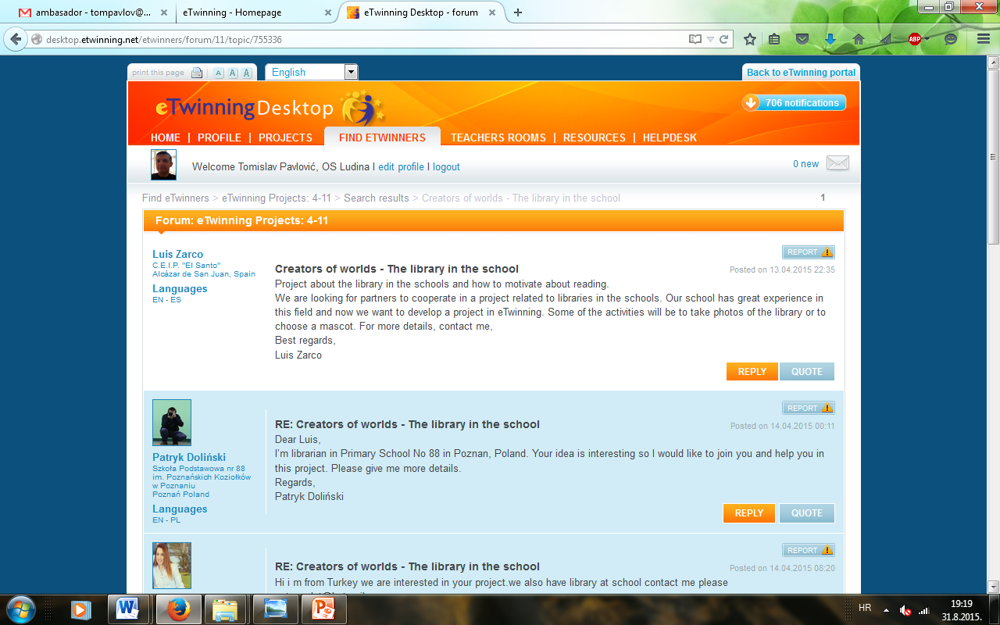 ambasador - tompavlov@...
eTwinning - Homepage
eTwinning Desktop - forum
desktop.etwinning.net/etwinners/forum/11/topic/755336
ABP
print this page A A A
English
Back to eTwinning portal
eTwinning Desktop
706 notifications
HOME | PROFILE | PROJECTS FIND ETWINNERS TEACHERS ROOMS | RESOURCES | HELPDESK
Welcome Tomislav Pavlović, OS Ludina I edit profile I logout
0 new
Find eTwinners > eTwinning Projects: 4-11 > Search results > Creators of worlds - The library in the school
1
Forum: eTwinning Projects: 4-11
Luis Zarco
C.E.I.P. "El Santo"
Alcázar de San Juan, Spain
Languages
EN - ES
REPORT
Creators of worlds - The library in the school
Posted on 13.04.2015 22:35
Project about the library in the schools and how to motivate about reading.
We are looking for partners to cooperate in a project related to libraries in the schools. Our school has great experience in
this field and now we want to develop a project in eTwinning. Some of the activities will be to take photos of the library or to
choose a mascot. For more details, contact me,
Best regards,
Luis Zarco
REPLY QUOTE
Patryk Doliński
Szkoła Podstawowa nr 88
im. Poznańskich Koziołków
w Poznaniu
Poznań Poland
Languages
EN - PL
REPORT
RE: Creators of worlds - The library in the school
Posted on 14.04.2015 00:11
Dear Luis,
I'm librarian in Primary School No 88 in Poznan, Poland. Your idea is interesting so I would like to join you and help you in
this project. Please give me more details.
Regards,
Patryk Doliński
REPLY QUOTE
REPORT
RE: Creators of worlds - The library in the school
Posted on 14.04.2015 08:20
Hi i m from Turkey we are interested in your project.we also have library at school contact me please
HR
19:19
31.8.2015.